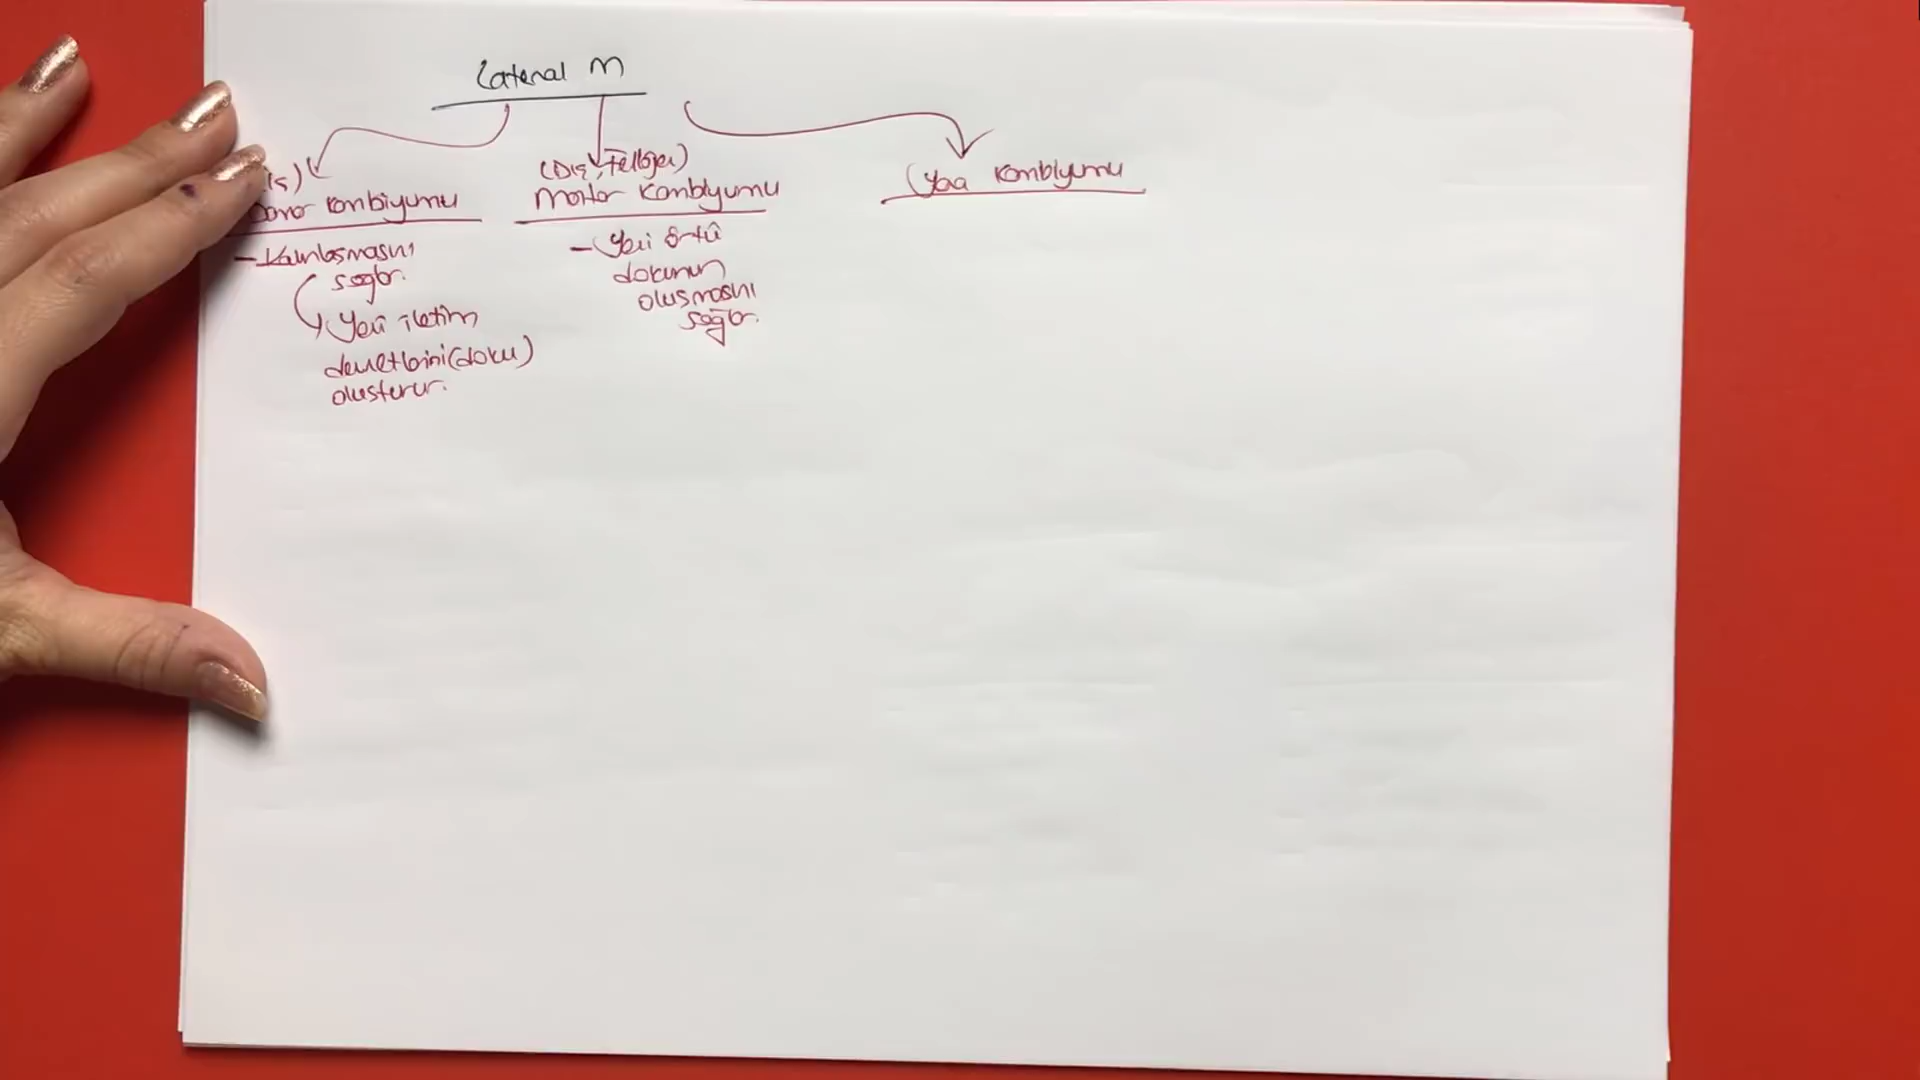 Lateral M
(İç)
Damar kambiyumu
- Kalınlaşmasını
sağlar.
Yeni iletim
demetlerini (doku)
oluşturur.
(Dış, Fellojen)
Mantar Kambiyumu
- Yeni örtü
dokunun
oluşmasını
sağlar.
Yara Kambiyumu